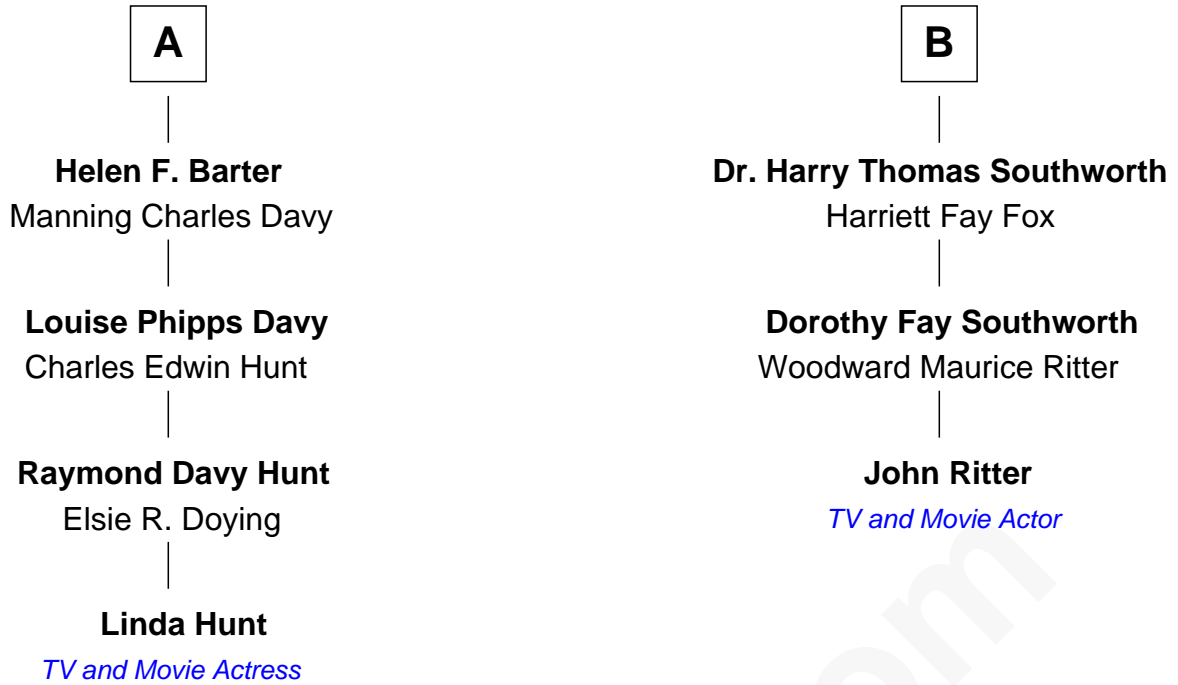 A
Helen F. Barter
Manning Charles Davy
Louise Phipps Davy
Charles Edwin Hunt
Raymond Davy Hunt
Elsie R. Doying
Linda Hunt
TV and Movie Actress
B
Dr. Harry Thomas Southworth
Harriett Fay Fox
Dorothy Fay Southworth
Woodward Maurice Ritter
John Ritter
TV and Movie Actor
om